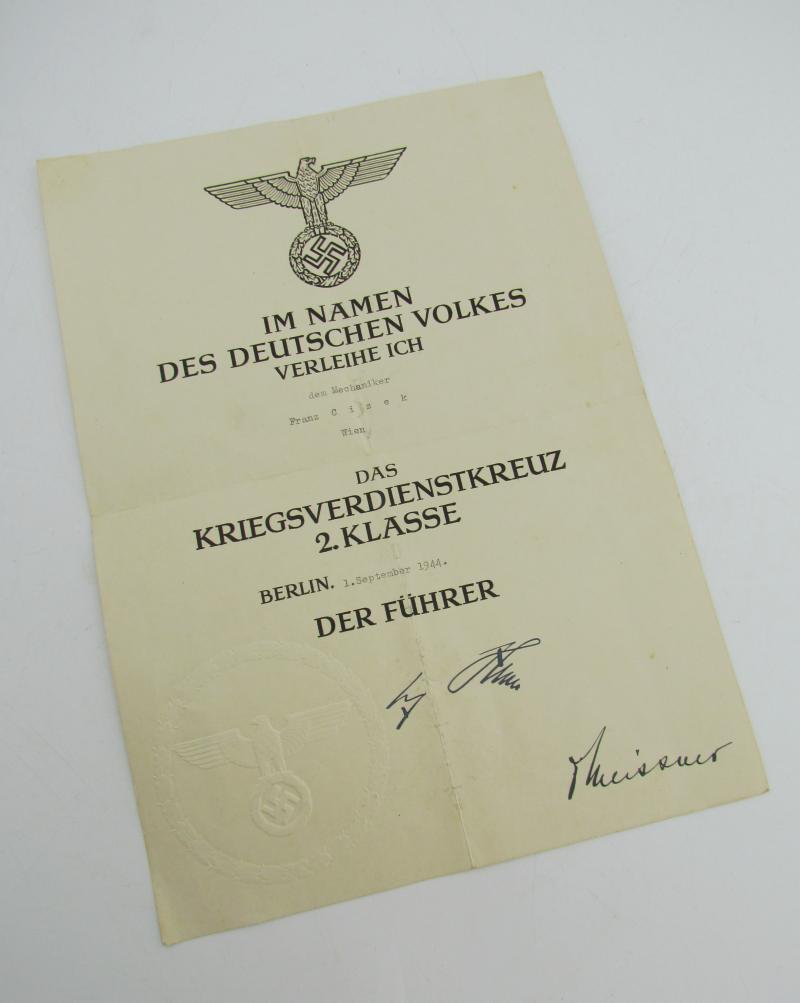 IM NAMEN
DES DEUTSCHEN VOLKES
VERLEIHE ICH
dem Mechaniker
Franz C i z e k
Wien
DAS
KRIEGSVERDIENSTKREUZ
2. KLASSE
BERLIN. 1.September 1944.
DER FÜHRER
Meissner